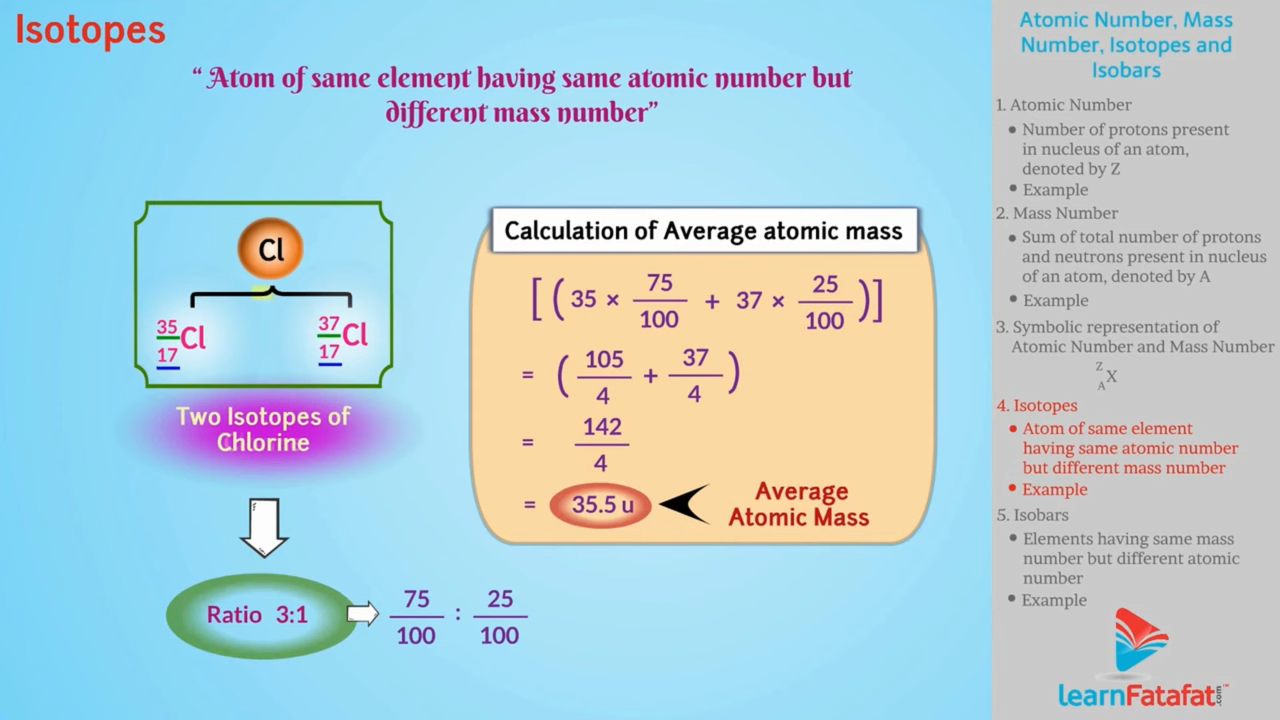 Isotopes
“ Atom of same element having same atomic number but
different mass number”
Cl
35
17 Cl
37
17 Cl
Two Isotopes of
Chlorine
Ratio 3:1
75/100 : 25/100
Calculation of Average atomic mass
[(35 × 75/100 + 37 × 25/100)]
= (105/4 + 37/4)
= 142/4
= 35.5 u
Average
Atomic Mass
Atomic Number, Mass
Number, Isotopes and
Isobars
1. Atomic Number
• Number of protons present
in nucleus of an atom,
denoted by Z
• Example
2. Mass Number
• Sum of total number of protons
and neutrons present in nucleus
of an atom, denoted by A
• Example
3. Symbolic representation of
Atomic Number and Mass Number
Z
A X
4. Isotopes
• Atom of same element
having same atomic number
but different mass number
• Example
5. Isobars
• Elements having same mass
number but different atomic
number
• Example
learnFatafat.com™